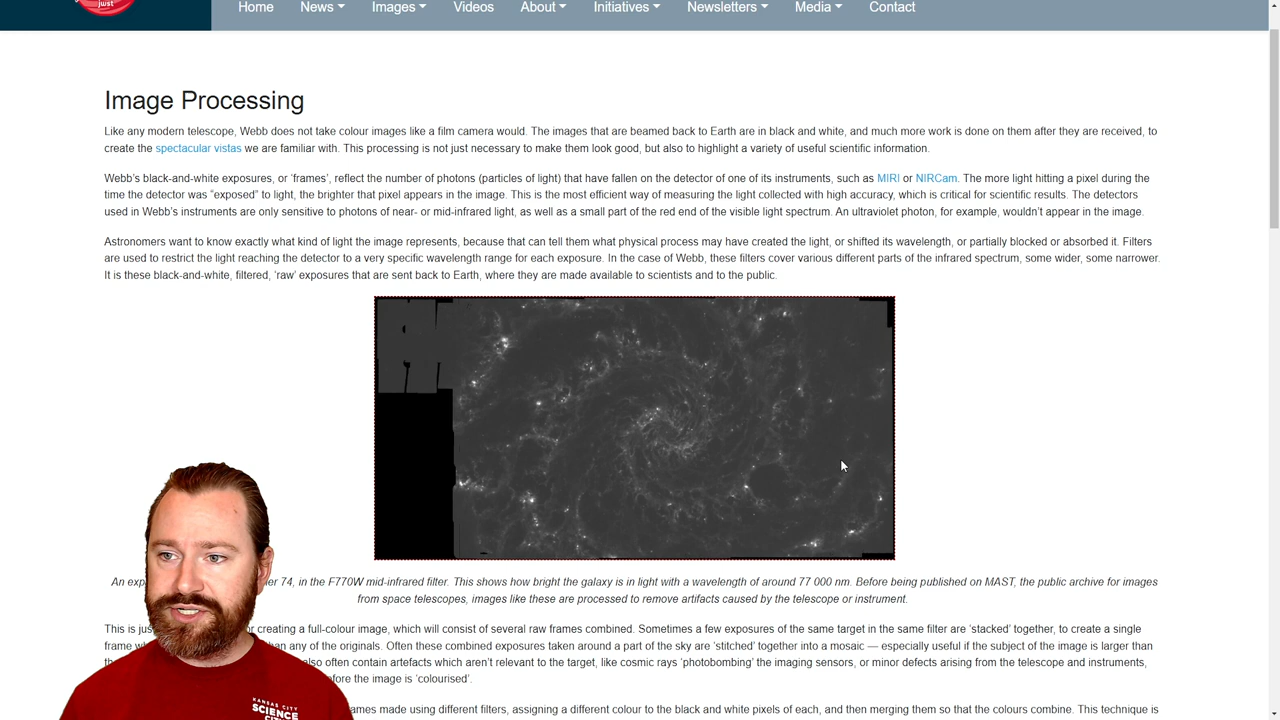 jwst
Home News Images Videos About Initiatives Newsletters Media Contact
Image Processing
Like any modern telescope, Webb does not take colour images like a film camera would. The images that are beamed back to Earth are in black and white, and much more work is done on them after they are received, to
create the spectacular vistas we are familiar with. This processing is not just necessary to make them look good, but also to highlight a variety of useful scientific information.
Webb's black-and-white exposures, or ‘frames’, reflect the number of photons (particles of light) that have fallen on the detector of one of its instruments, such as MIRI or NIRCam. The more light hitting a pixel during the
time the detector was “exposed” to light, the brighter that pixel appears in the image. This is the most efficient way of measuring the light collected with high accuracy, which is critical for scientific results. The detectors
used in Webb's instruments are only sensitive to photons of near- or mid-infrared light, as well as a small part of the red end of the visible light spectrum. An ultraviolet photon, for example, wouldn't appear in the image.
Astronomers want to know exactly what kind of light the image represents, because that can tell them what physical process may have created the light, or shifted its wavelength, or partially blocked or absorbed it. Filters
are used to restrict the light reaching the detector to a very specific wavelength range for each exposure. In the case of Webb, these filters cover various different parts of the infrared spectrum, some wider, some narrower.
It is these black-and-white, filtered, ‘raw’ exposures that are sent back to Earth, where they are made available to scientists and to the public.
An 74, in the F770W mid-infrared filter. This shows how bright the galaxy is in light with a wavelength of around 77 000 nm. Before being published on MAST, the public archive for images
from space telescopes, images like these are processed to remove artifacts caused by the telescope or instrument.
This is creating a full-colour image, which will consist of several raw frames combined. Sometimes a few exposures of the same target in the same filter are ‘stacked’ together, to create a single
frame than any of the originals. Often these combined exposures taken around a part of the sky are ‘stitched’ together into a mosaic — especially useful if the subject of the image is larger than
also often contain artefacts which aren't relevant to the target, like cosmic rays ‘photobombing’ the imaging sensors, or minor defects arising from the telescope and instruments,
before the image is ‘colourised’.
made using different filters, assigning a different colour to the black and white pixels of each, and then merging them so that the colours combine. This technique is
KANSAS CITY
SCIENCE